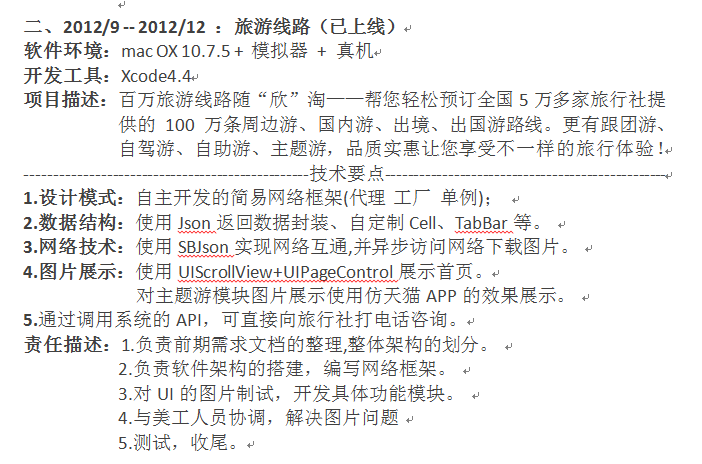 二、2012/9 -- 2012/12 ：旅游线路（已上线）
软件环境：mac OX 10.7.5 + 模拟器 + 真机
开发工具：Xcode4.4
项目描述：百万旅游线路随“欣”淘——帮您轻松预订全国 5 万多家旅行社提
供的 100 万条周边游、国内游、出境、出国游路线。更有跟团游、
自驾游、自助游、主题游，品质实惠让您享受不一样的旅行体验！
----------技术要点----------
1.设计模式：自主开发的简易网络框架(代理 工厂 单例)；
2.数据结构：使用 Json 返回数据封装、自定制 Cell、TabBar 等。
3.网络技术：使用 SBJson 实现网络互通,并异步访问网络下载图片。
4.图片展示：使用 UIScrollView+UIPageControl 展示首页。
对主题游模块图片展示使用仿天猫 APP 的效果展示。
5.通过调用系统的 API，可直接向旅行社打电话咨询。
责任描述：1.负责前期需求文档的整理,整体架构的划分。
2.负责软件架构的搭建，编写网络框架。
3.对 UI 的图片制试，开发具体功能模块。
4.与美工人员协调，解决图片问题
5.测试，收尾。